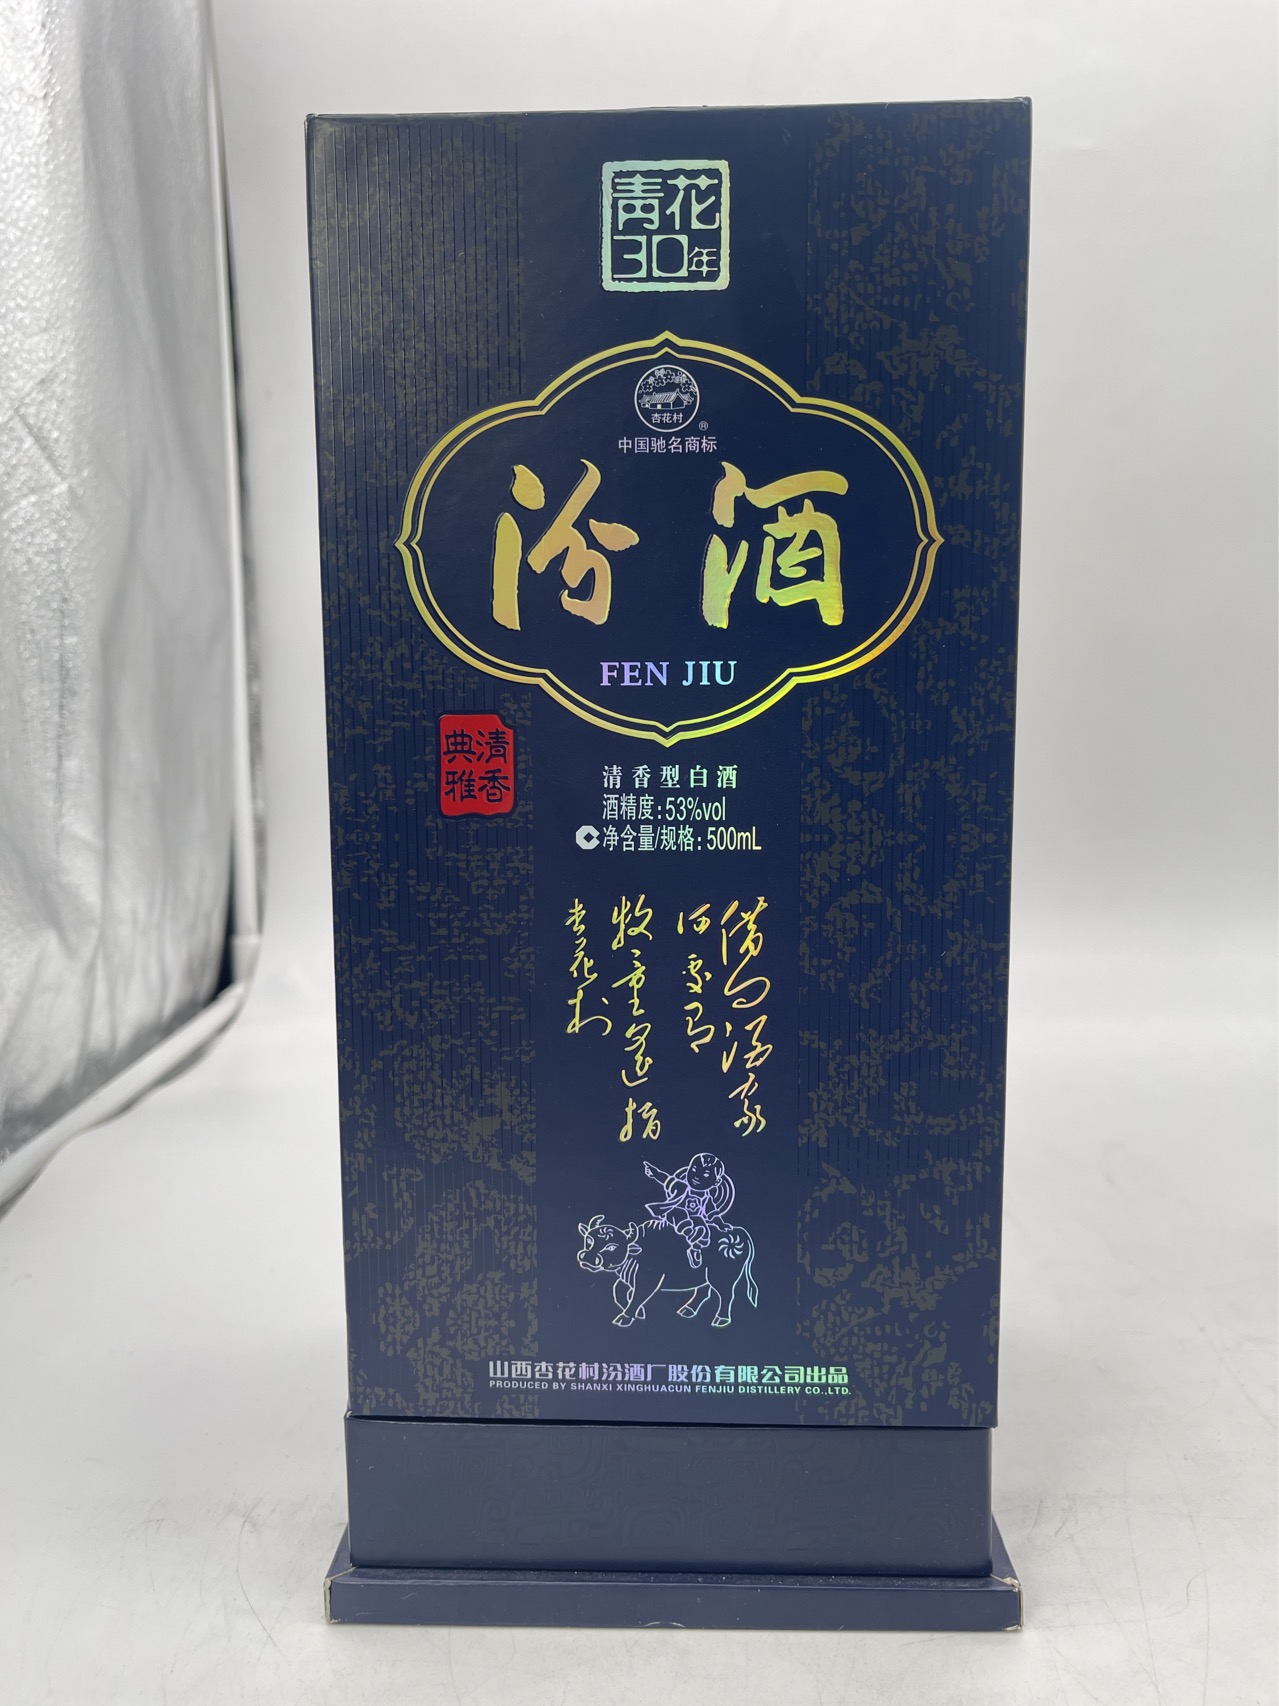 青花
30年
杏花村
®
中国驰名商标
汾酒
FEN JIU
清香
典雅
清香型白酒
酒精度:53%vol
净含量/规格:500mL
借问酒家
何处有
牧童遥指
杏花村
山西杏花村汾酒厂股份有限公司出品
PRODUCED BY SHANXI XINGHUACUN FENJIU DISTILLERY CO.,LTD.